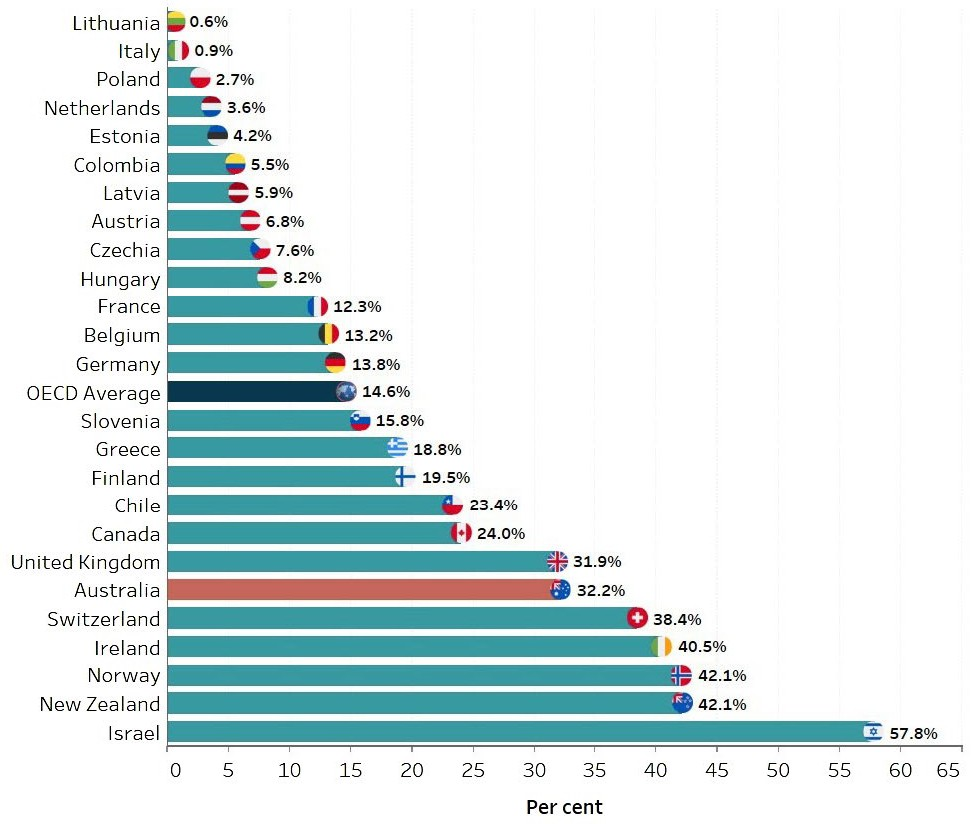 Lithuania 0.6%
Italy 0.9%
Poland 2.7%
Netherlands 3.6%
Estonia 4.2%
Colombia 5.5%
Latvia 5.9%
Austria 6.8%
Czechia 7.6%
Hungary 8.2%
France 12.3%
Belgium 13.2%
Germany 13.8%
OECD Average 14.6%
Slovenia 15.8%
Greece 18.8%
Finland 19.5%
Chile 23.4%
Canada 24.0%
United Kingdom 31.9%
Australia 32.2%
Switzerland 38.4%
Ireland 40.5%
Norway 42.1%
New Zealand 42.1%
Israel 57.8%
0 5 10 15 20 25 30 35 40 45 50 55 60 65
Per cent